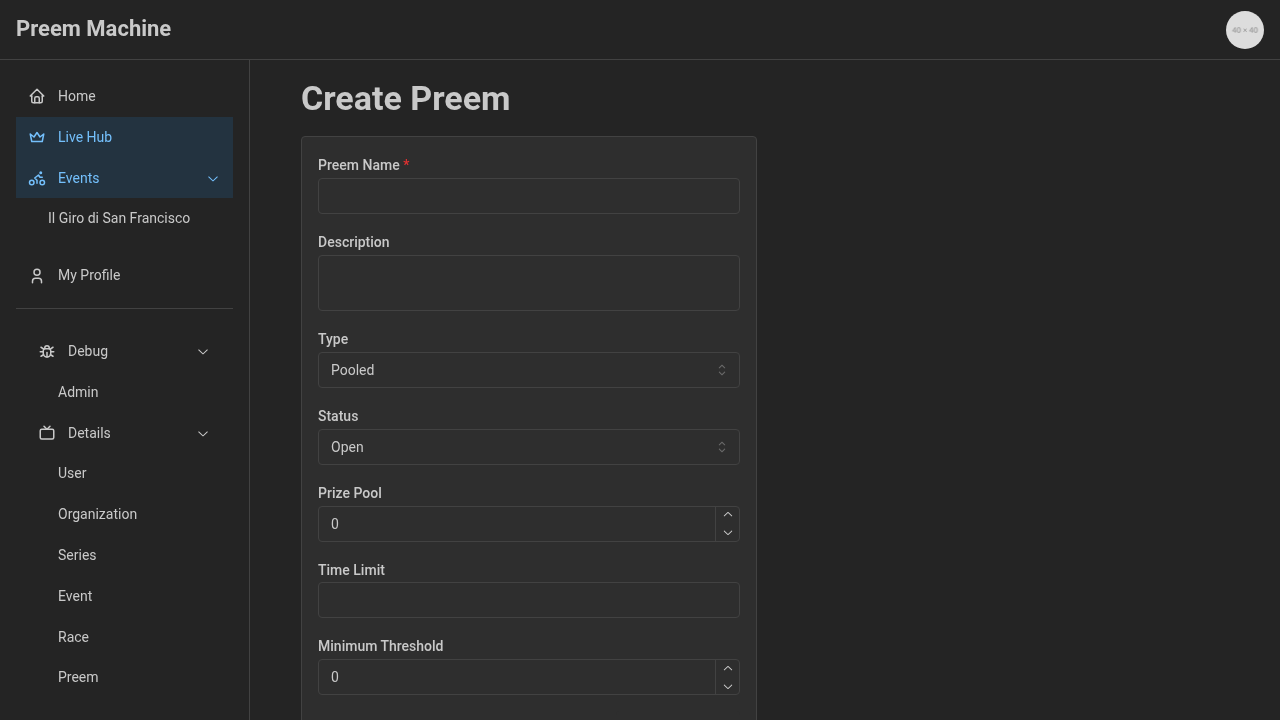 Preem Machine
40 × 40
Home
Live Hub
Events
Il Giro di San Francisco
My Profile
Debug
Admin
Details
User
Organization
Series
Event
Race
Preem
Create Preem
Preem Name *
Description
Type
Pooled
Status
Open
Prize Pool
0
Time Limit
Minimum Threshold
0